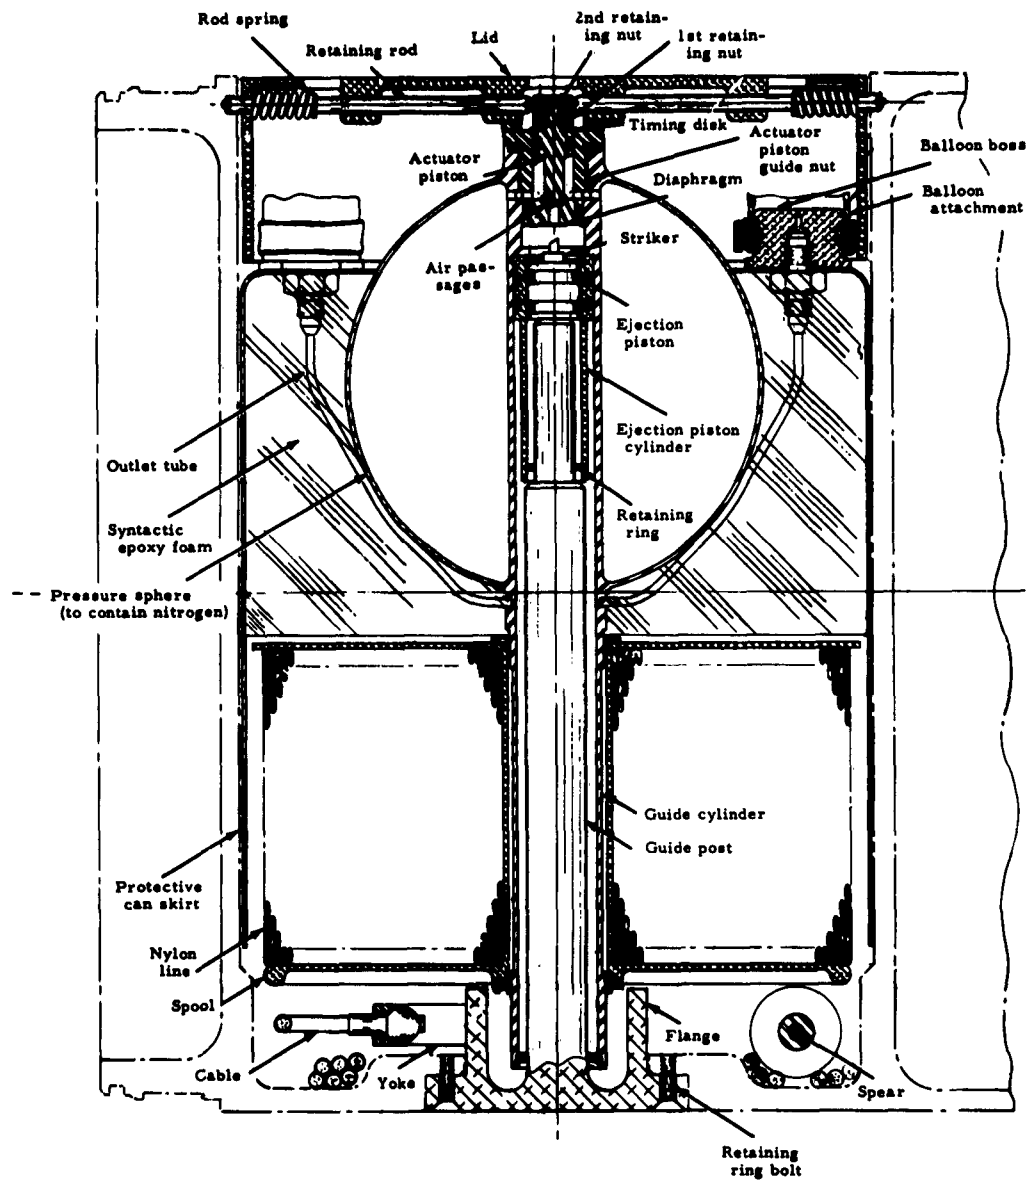 Rod spring
Retaining rod
Lid
2nd retain-
ing nut
1st retain-
ing nut
Timing disk
Actuator
piston
guide nut
Balloon boss
Actuator
piston
Diaphragm
Balloon
attachment
Striker
Air pas-
sages
Ejection
piston
Ejection piston
cylinder
Outlet tube
Retaining
ring
Syntactic
epoxy foam
Pressure sphere
(to contain nitrogen)
Guide cylinder
Guide post
Protective
can skirt
Nylon
line
Spool
Flange
Cable
Yoke
Spear
Retaining
ring bolt